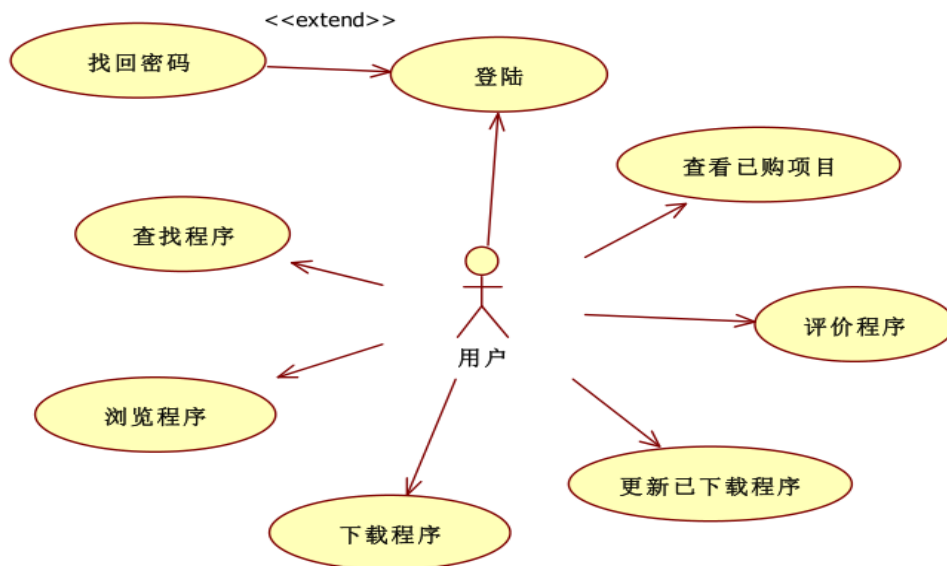 <<extend>>
找回密码
登陆
查看已购项目
查找程序
评价程序
用户
浏览程序
更新已下载程序
下载程序